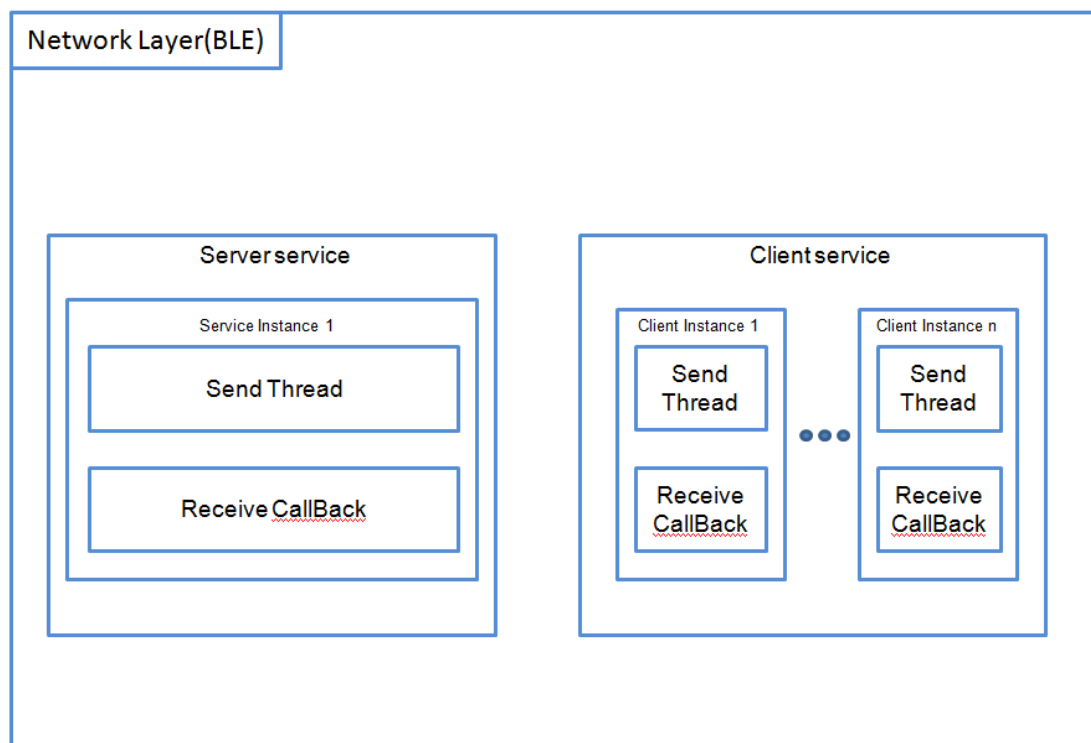 Network Layer(BLE)
Server service
Service Instance 1
Send Thread
Receive CallBack
Client service
Client Instance 1
Send
Thread
Receive
CallBack
Client Instance n
Send
Thread
Receive
CallBack